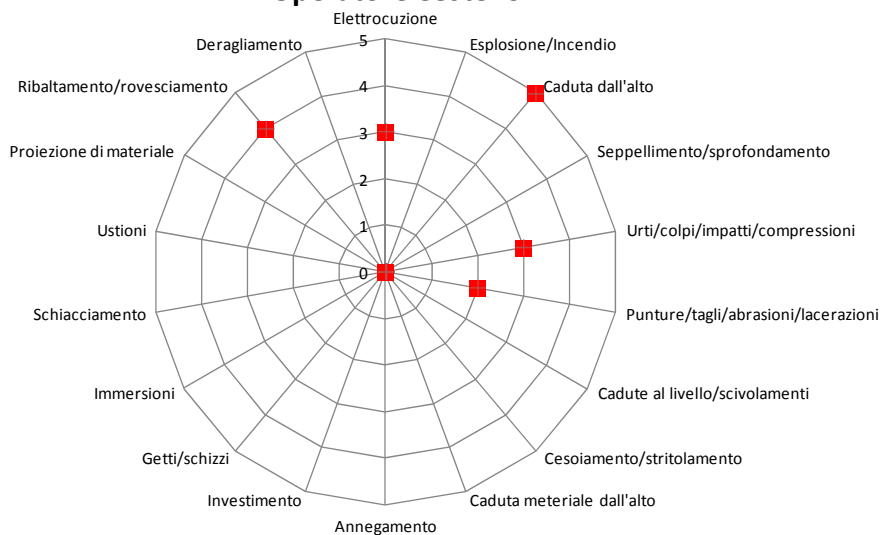 Elettrocuzione
Esplosione/Incendio
Caduta dall'alto
Seppellimento/sprofondamento
Urti/colpi/impatti/compressioni
Punture/tagli/abrasioni/lacerazioni
Cadute al livello/scivolamenti
Cesoiamento/stritolamento
Caduta meteriale dall'alto
Annegamento
Investimento
Getti/schizzi
Immersioni
Schiacciamento
Ustioni
Proiezione di materiale
Ribaltamento/rovesciamento
Deragliamento
5
4
3
2
1
0